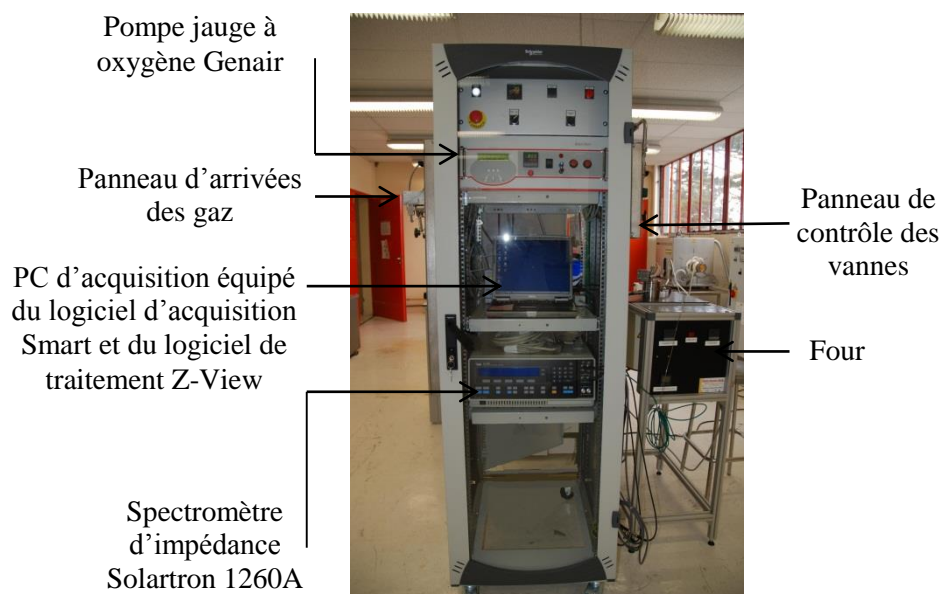 Pompe jauge à
oxygène Genair
Panneau d'arrivées
des gaz
PC d'acquisition équipé
du logiciel d'acquisition
Smart et du logiciel de
traitement Z-View
Spectromètre
d'impédance
Solartron 1260A
Panneau de
contrôle des
vannes
Four